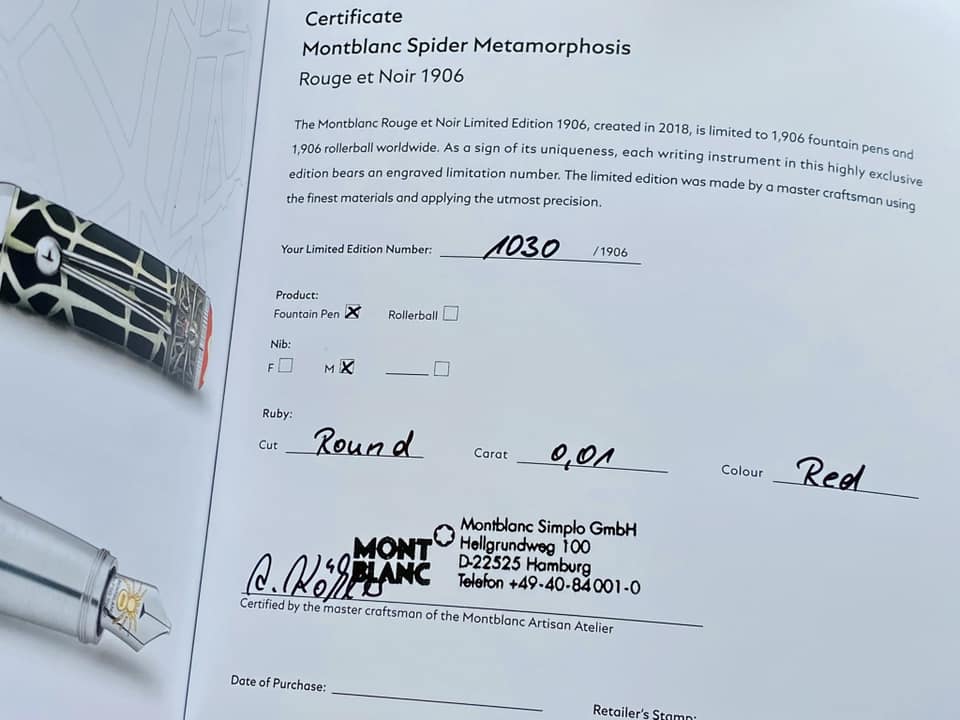 Certificate
Montblanc Spider Metamorphosis
Rouge et Noir 1906
The Montblanc Rouge et Noir Limited Edition 1906, created in 2018, is limited to 1,906 fountain pens and
1,906 rollerball worldwide. As a sign of its uniqueness, each writing instrument in this highly exclusive
edition bears an engraved limitation number. The limited edition was made by a master craftsman using
the finest materials and applying the utmost precision.
Your Limited Edition Number: 1030 /1906
Product:
Fountain Pen Rollerball
Nib:
F M
Ruby:
Cut Round Carat 0,01 Colour Red
MONT
BLANC
Montblanc Simplo GmbH
Hellgrundweg 100
D-22525 Hamburg
Telefon +49-40-84 001-0
Certified by the master craftsman of the Montblanc Artisan Atelier
Date of Purchase:
Retailer's Stamp: